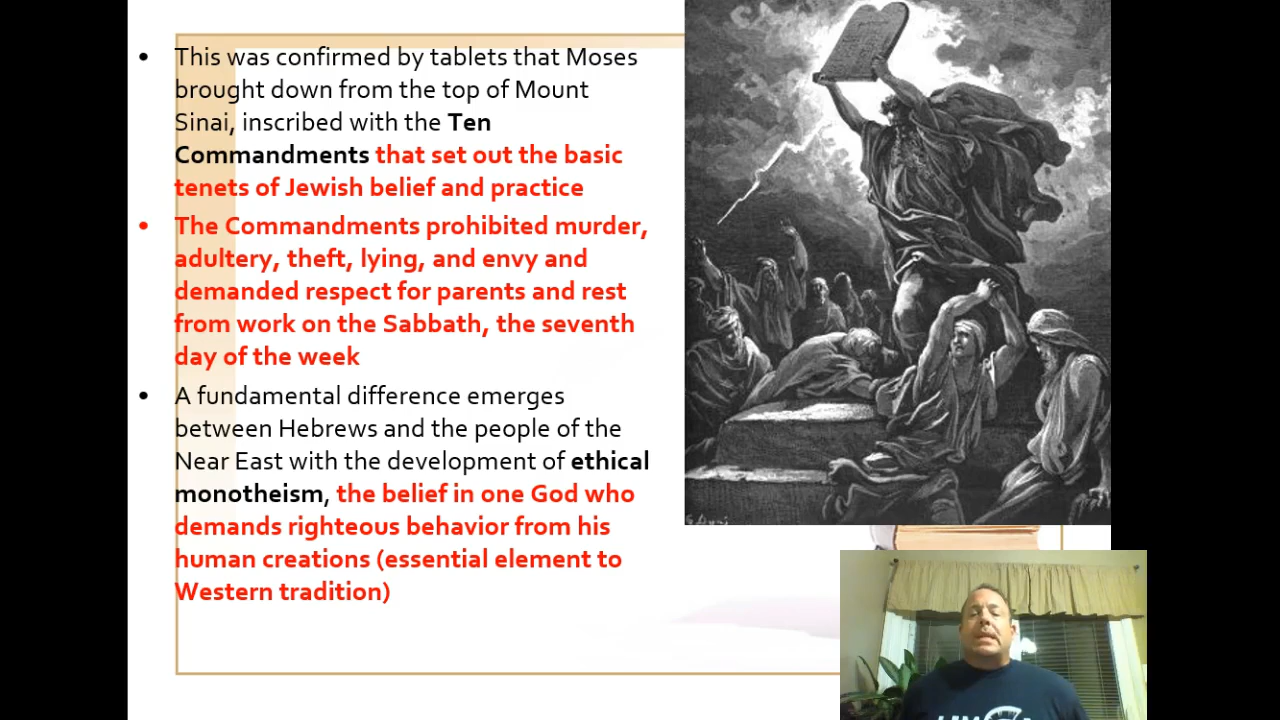 • This was confirmed by tablets that Moses
brought down from the top of Mount
Sinai, inscribed with the Ten
Commandments that set out the basic
tenets of Jewish belief and practice
• The Commandments prohibited murder,
adultery, theft, lying, and envy and
demanded respect for parents and rest
from work on the Sabbath, the seventh
day of the week
• A fundamental difference emerges
between Hebrews and the people of the
Near East with the development of ethical
monotheism, the belief in one God who
demands righteous behavior from his
human creations (essential element to
Western tradition)